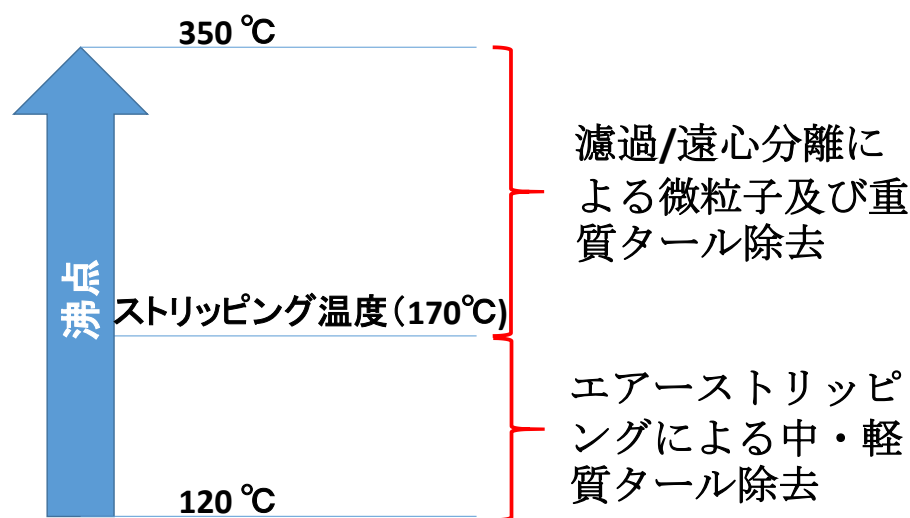 350 ℃
濾過/遠心分離に
よる微粒子及び重
質タール除去
沸点
ストリッピング温度（170℃)
エアーストリッピ
ングによる中・軽
質タール除去
120 ℃